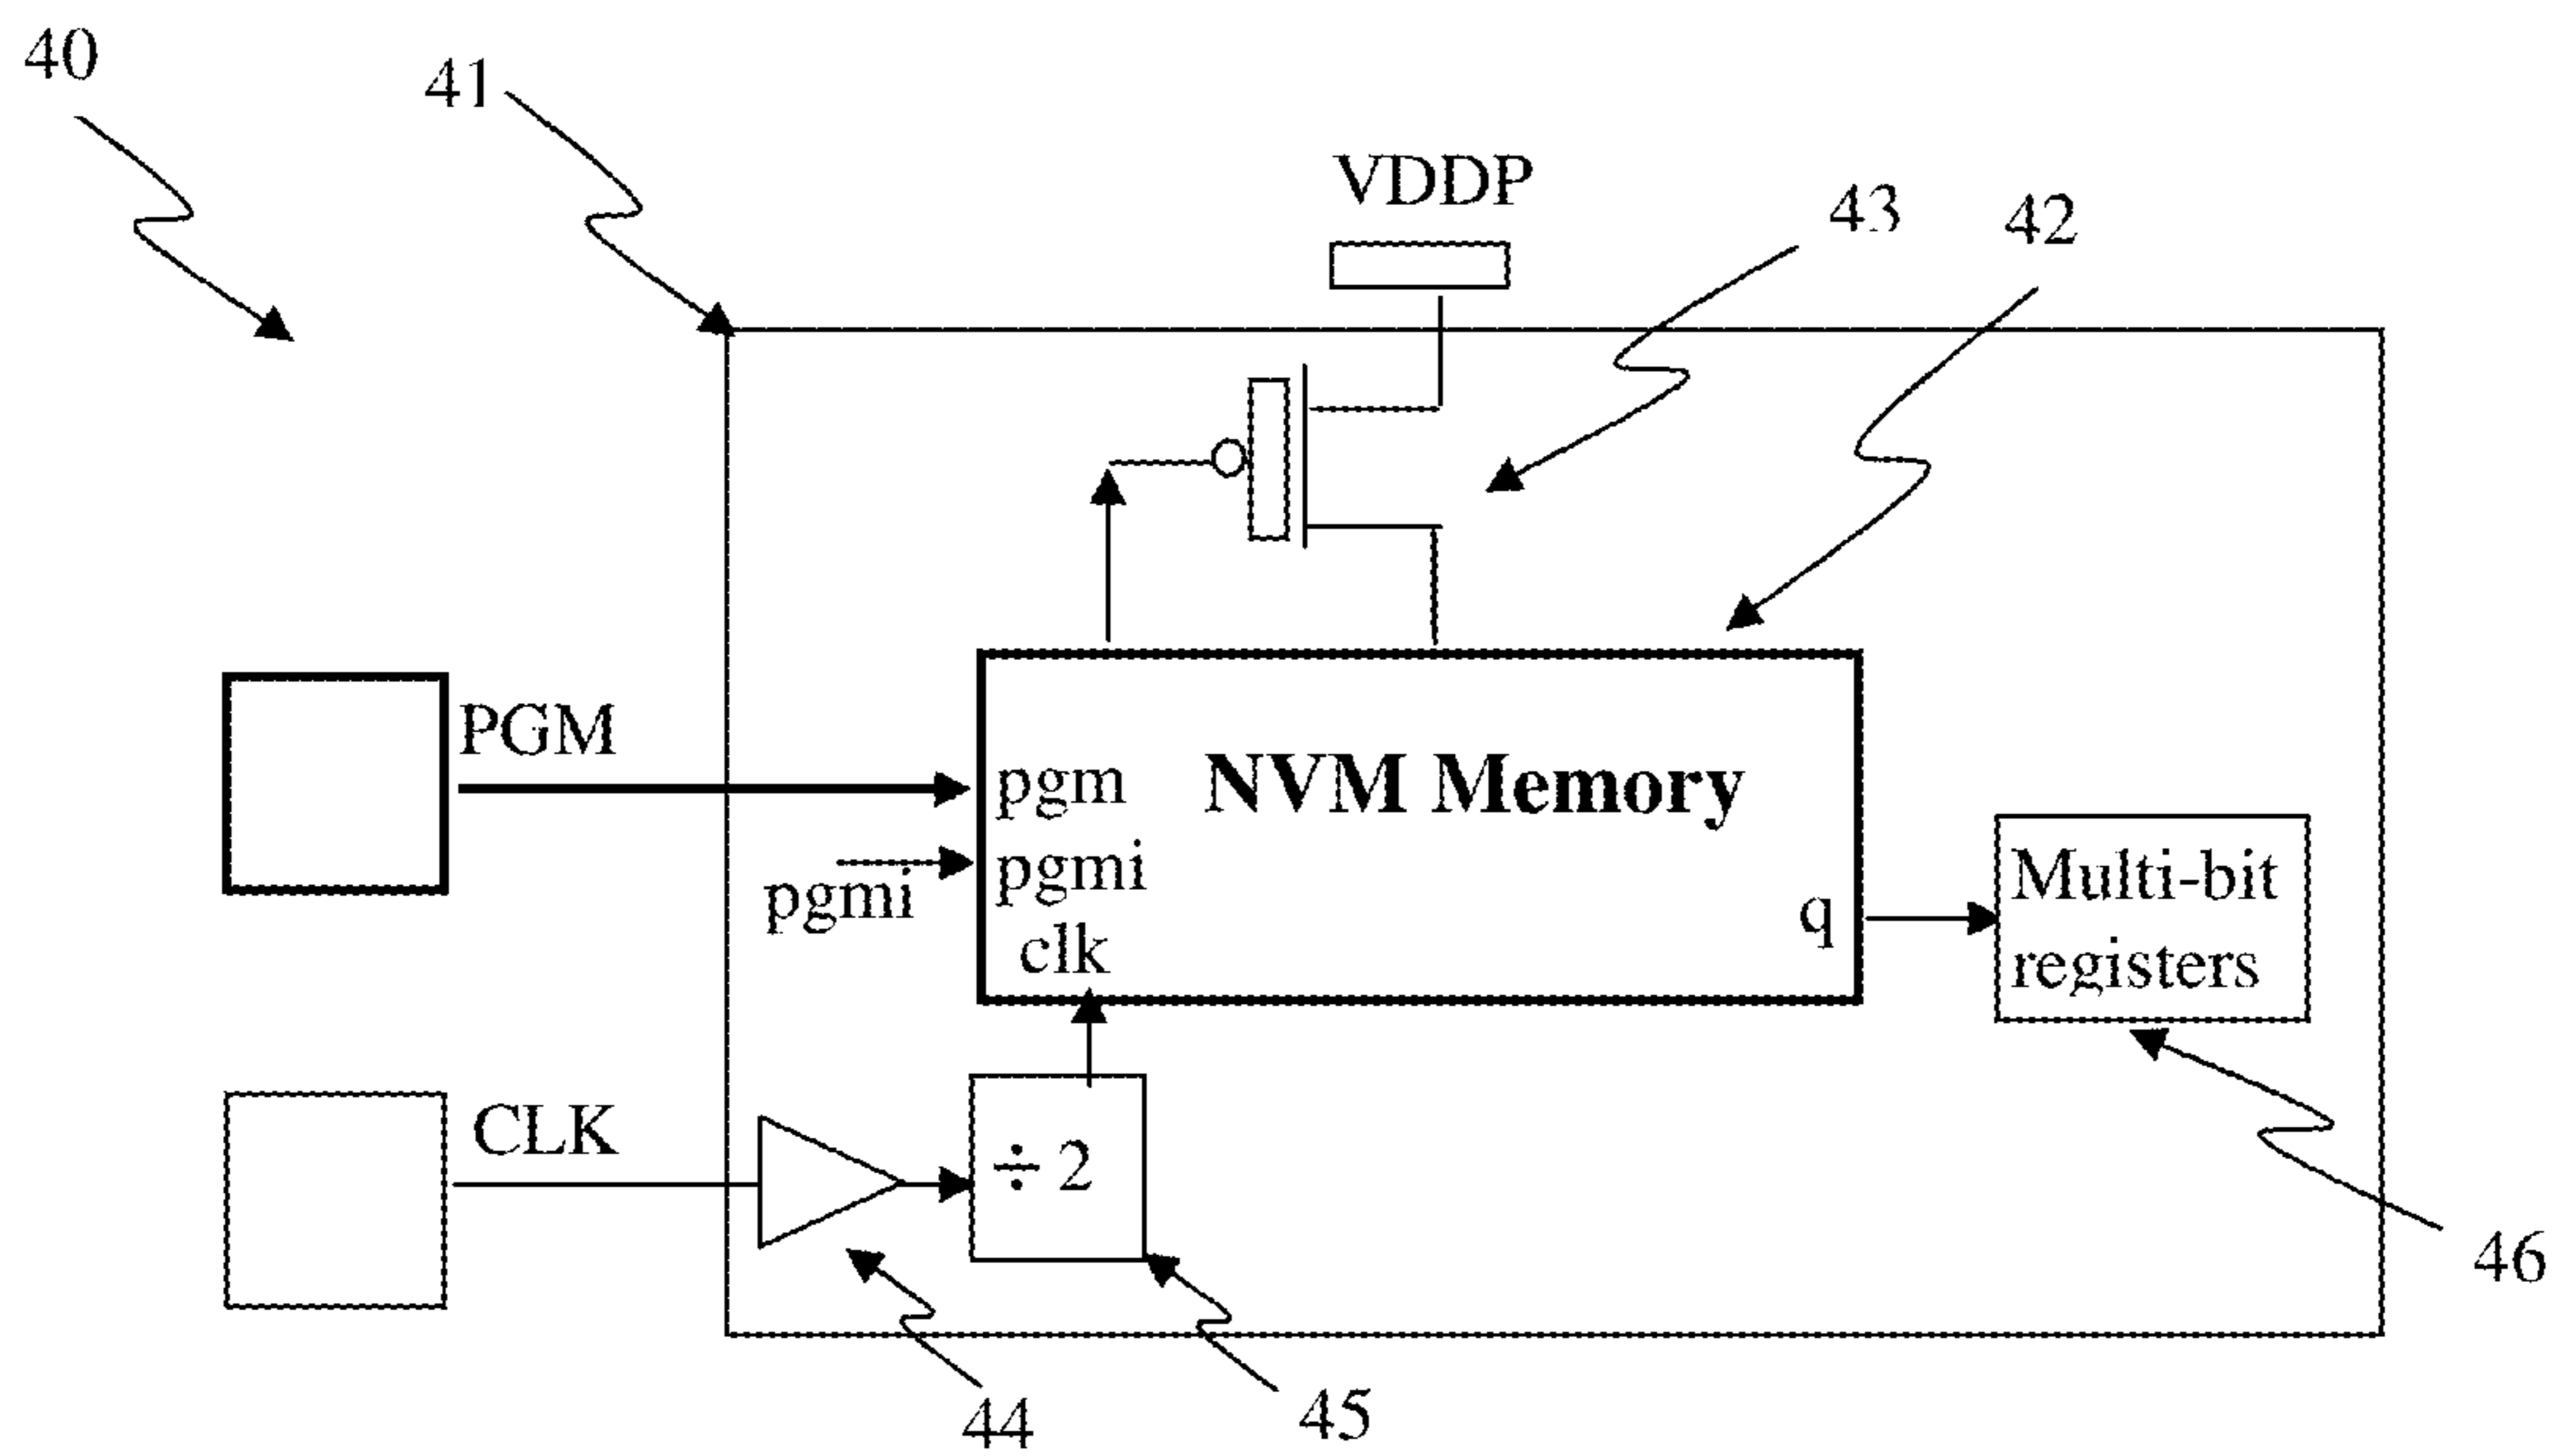 40
41
VDDP
43
42
PGM
pgm
NVM Memory
pgmi
pgmi
clk
q
Multi-bit
registers
CLK
÷ 2
46
44
45